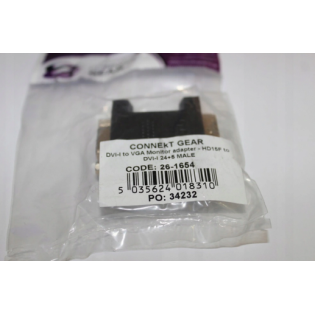 GEAR
CONNEkT GEAR
DVI-I to VGA Monitor adapter - HD15F to
DVI-I 24+5 MALE
CODE: 26-1654
5 035624 018310
PO: 34232